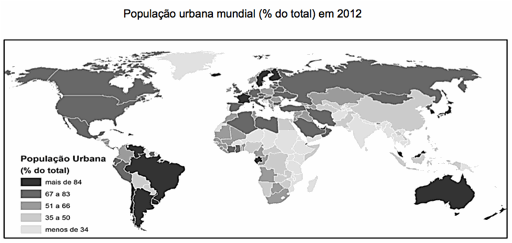 População urbana mundial (% do total) em 2012
População Urbana
(% do total)
mais de 84
67 a 83
51 a 66
35 a 50
menos de 34